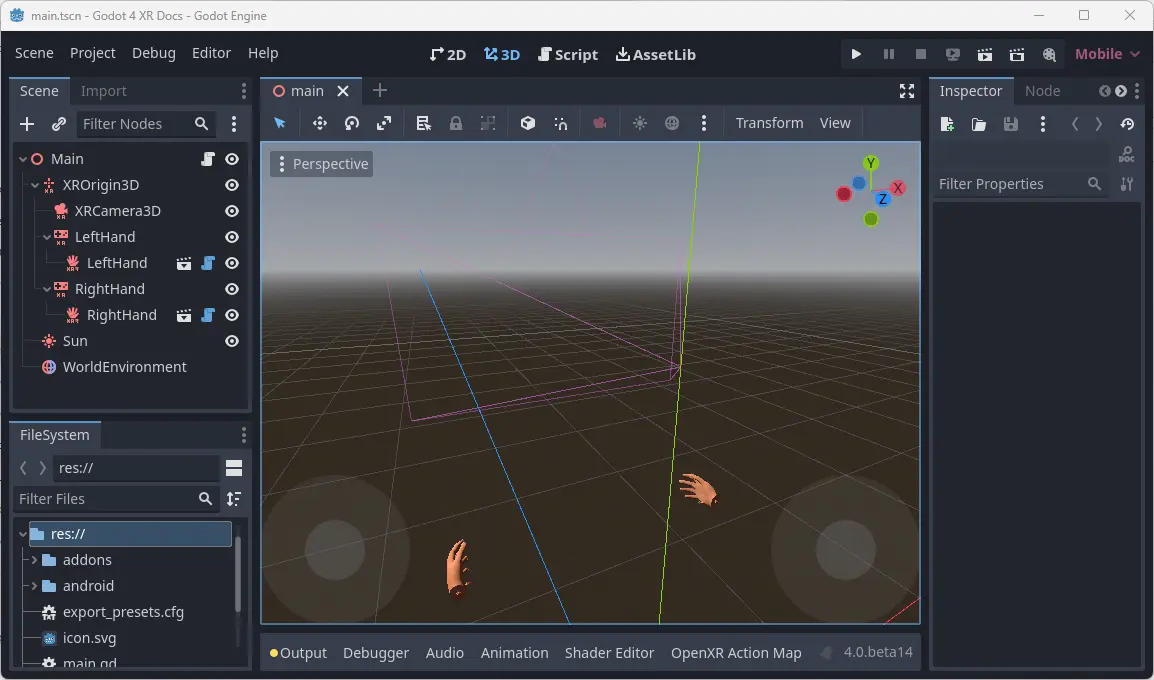 main.tscn - Godot 4 XR Docs - Godot Engine
Scene Project Debug Editor Help
2D 3D Script AssetLib
Mobile
Scene Import
Filter Nodes
Main
XROrigin3D
XRCamera3D
LeftHand
LeftHand
RightHand
RightHand
Sun
WorldEnvironment
FileSystem
res://
Filter Files
res://
addons
android
export_presets.cfg
icon.svg
main.gd
main
Transform View
Perspective
Y
X
Z
Output Debugger Audio Animation Shader Editor OpenXR Action Map 4.0.beta14
Inspector Node
DOC
Filter Properties